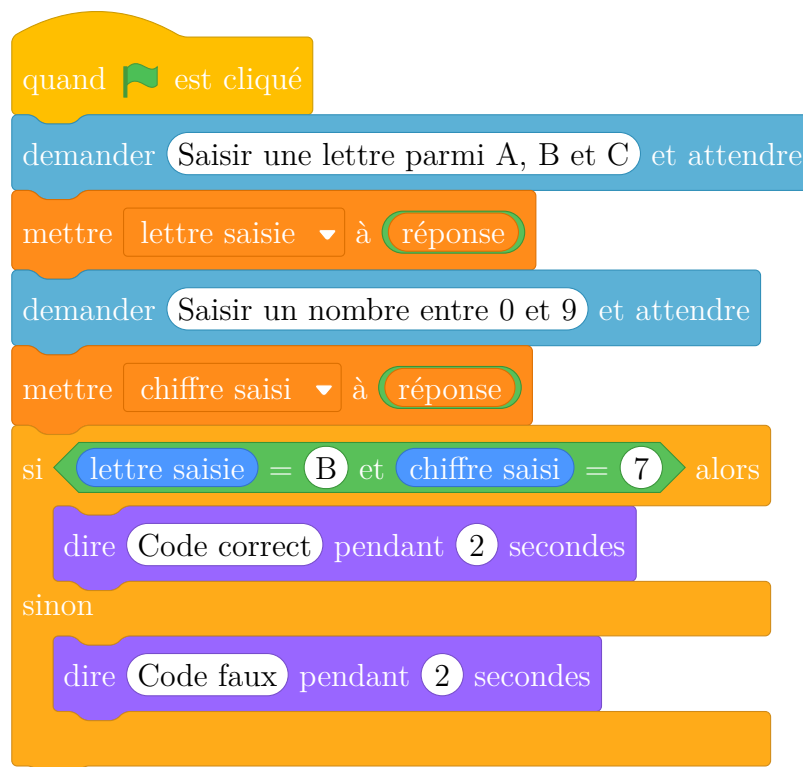 quand est cliqué
demander Saisir une lettre parmi A, B et C et attendre
mettre lettre saisie à réponse
demander Saisir un nombre entre 0 et 9 et attendre
mettre chiffre saisi à réponse
si lettre saisie = B et chiffre saisi = 7 alors
dire Code correct pendant 2 secondes
sinon
dire Code faux pendant 2 secondes